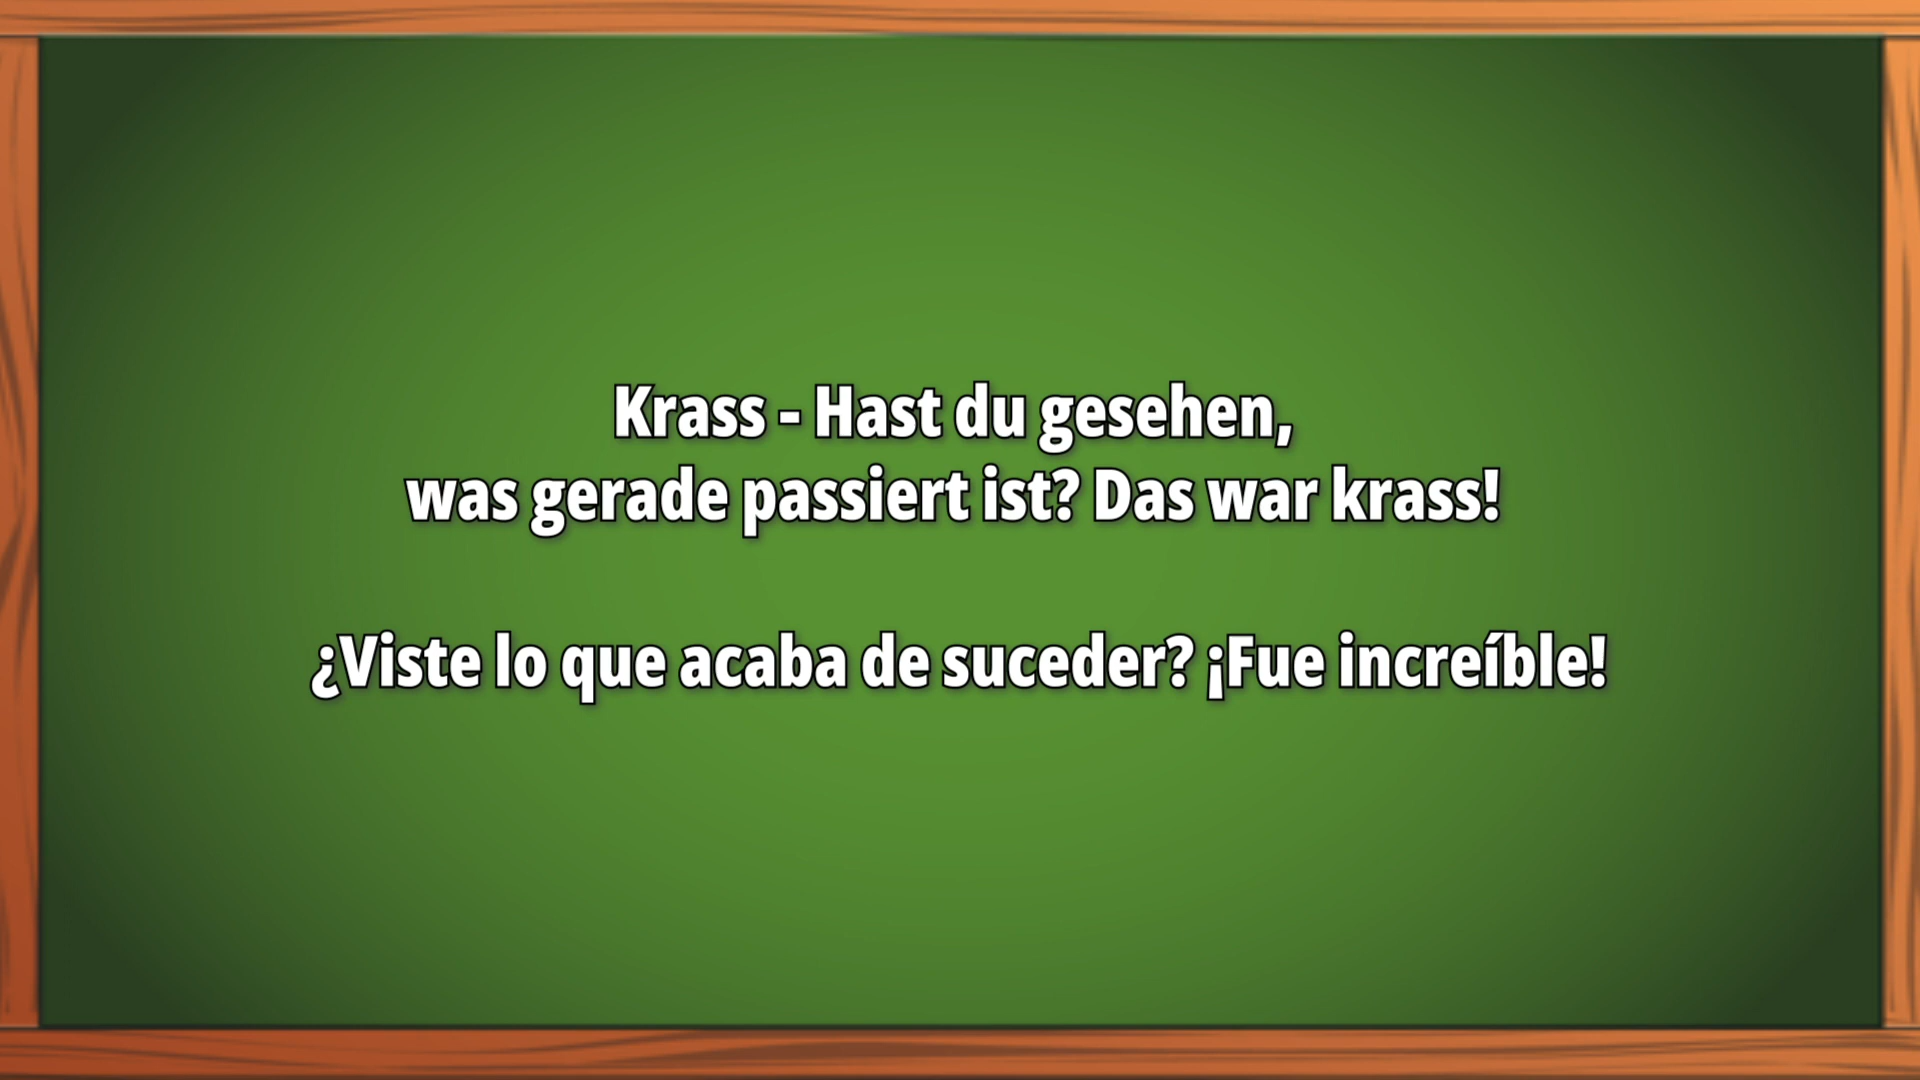 Krass - Hast du gesehen,
was gerade passiert ist? Das war krass!
¿Viste lo que acaba de suceder? ¡Fue increíble!